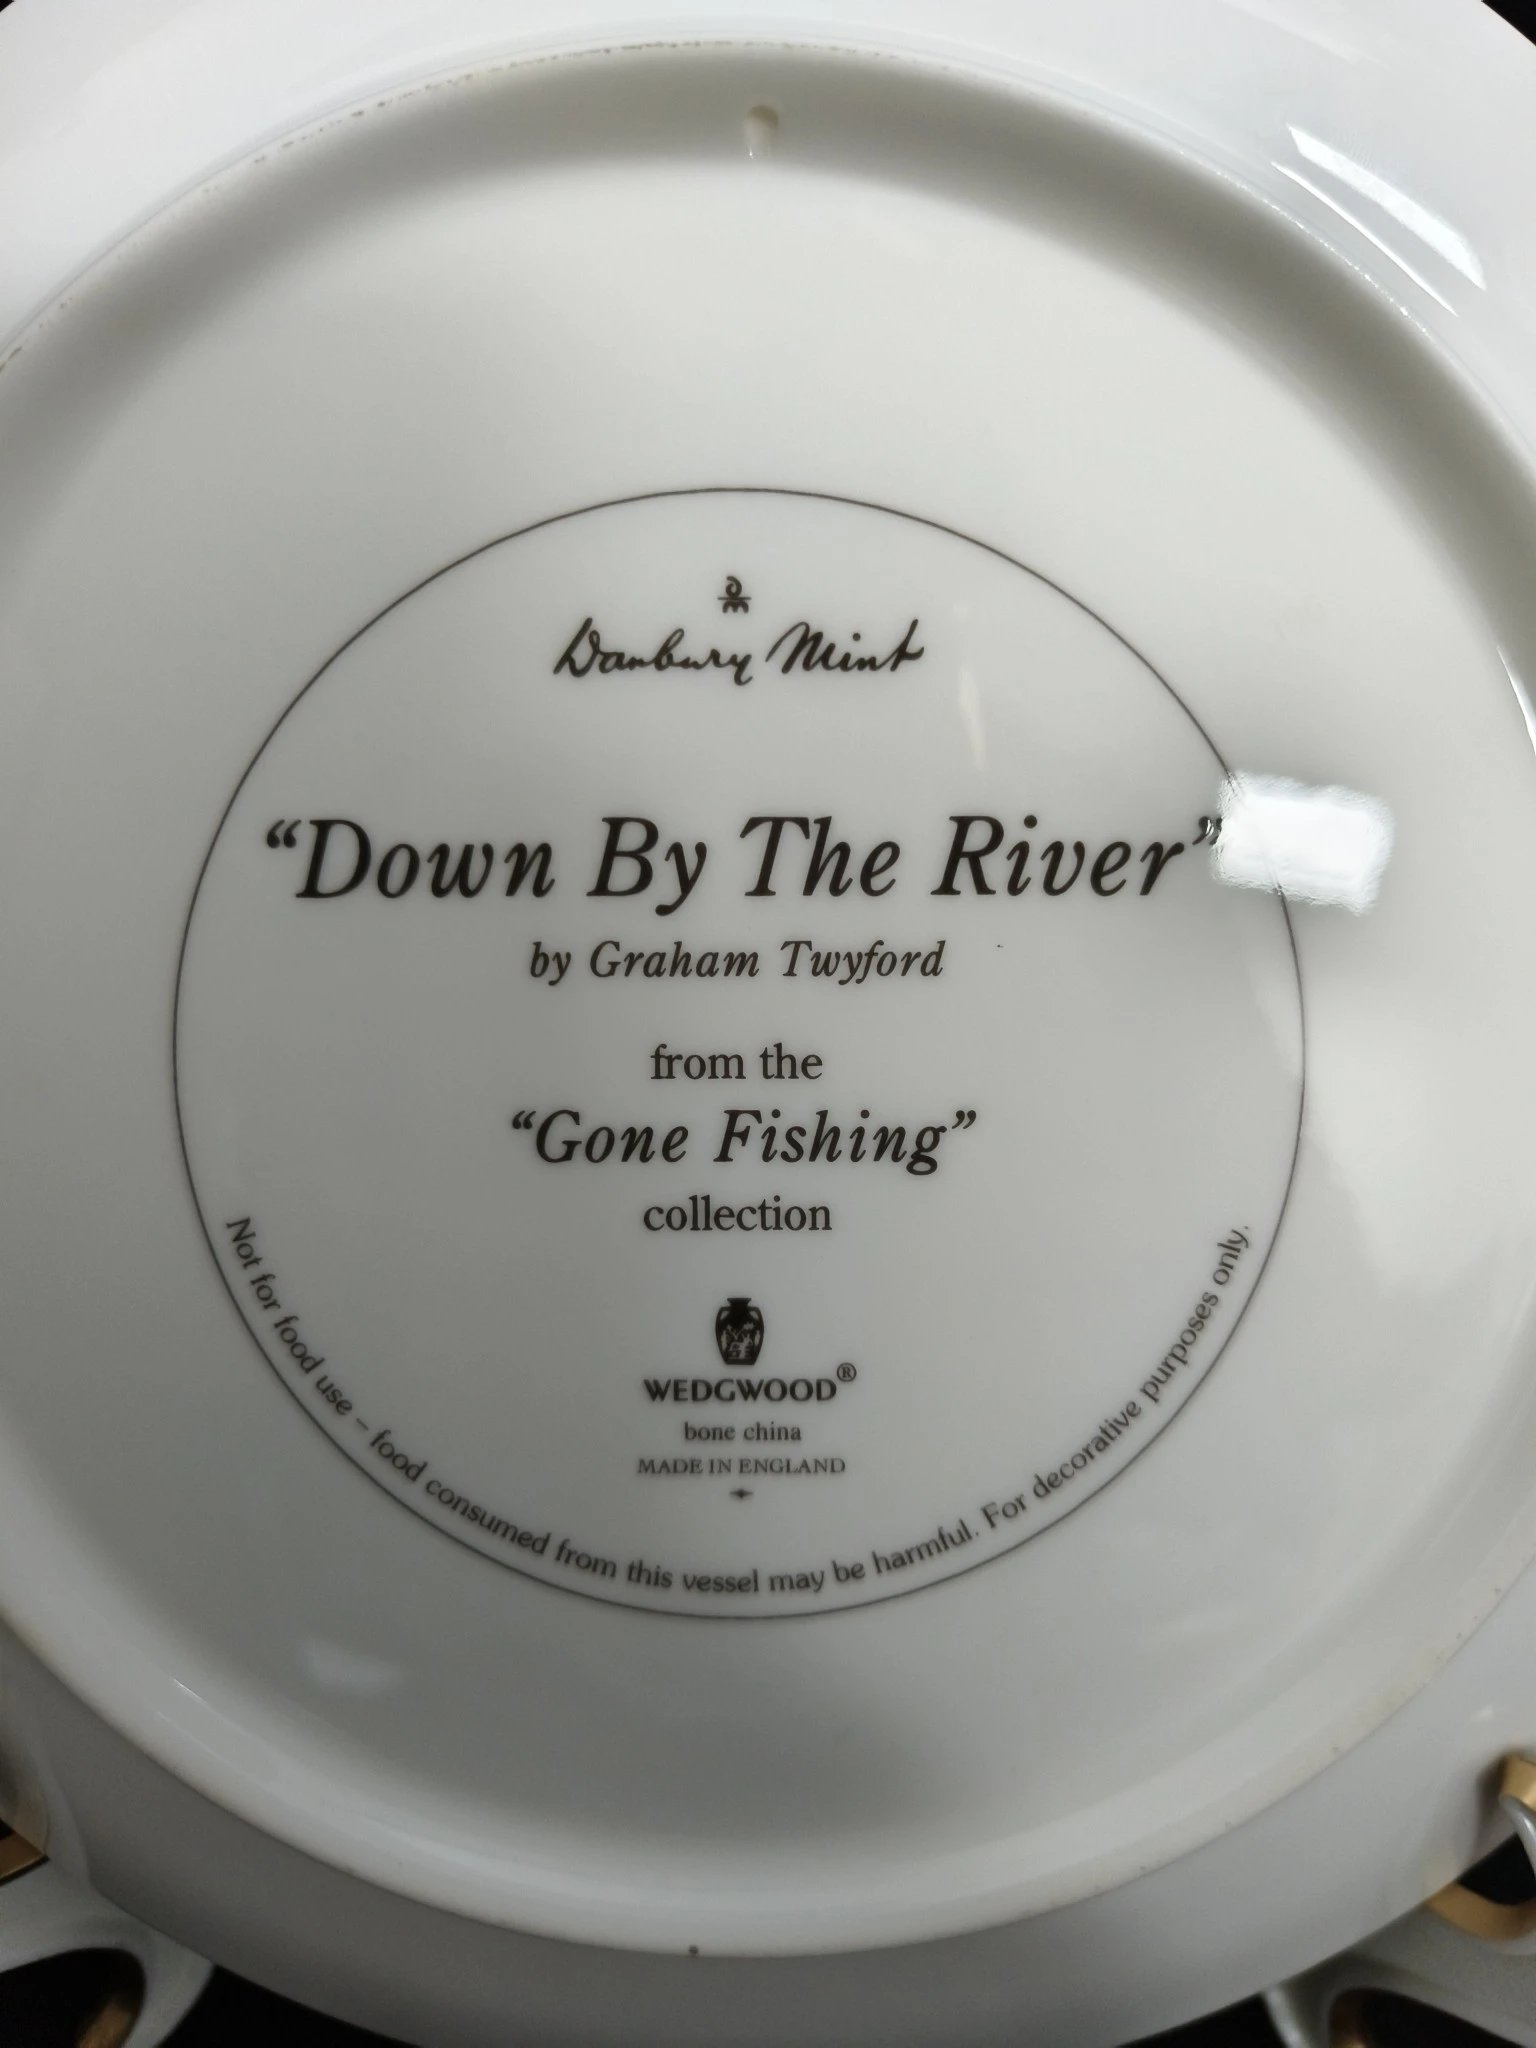 Danbury Mint
“Down By The River”
by Graham Twyford
from the
“Gone Fishing”
collection
WEDGWOOD®
bone china
MADE IN ENGLAND
Not for food use – food consumed from this vessel may be harmful. For decorative purposes only.